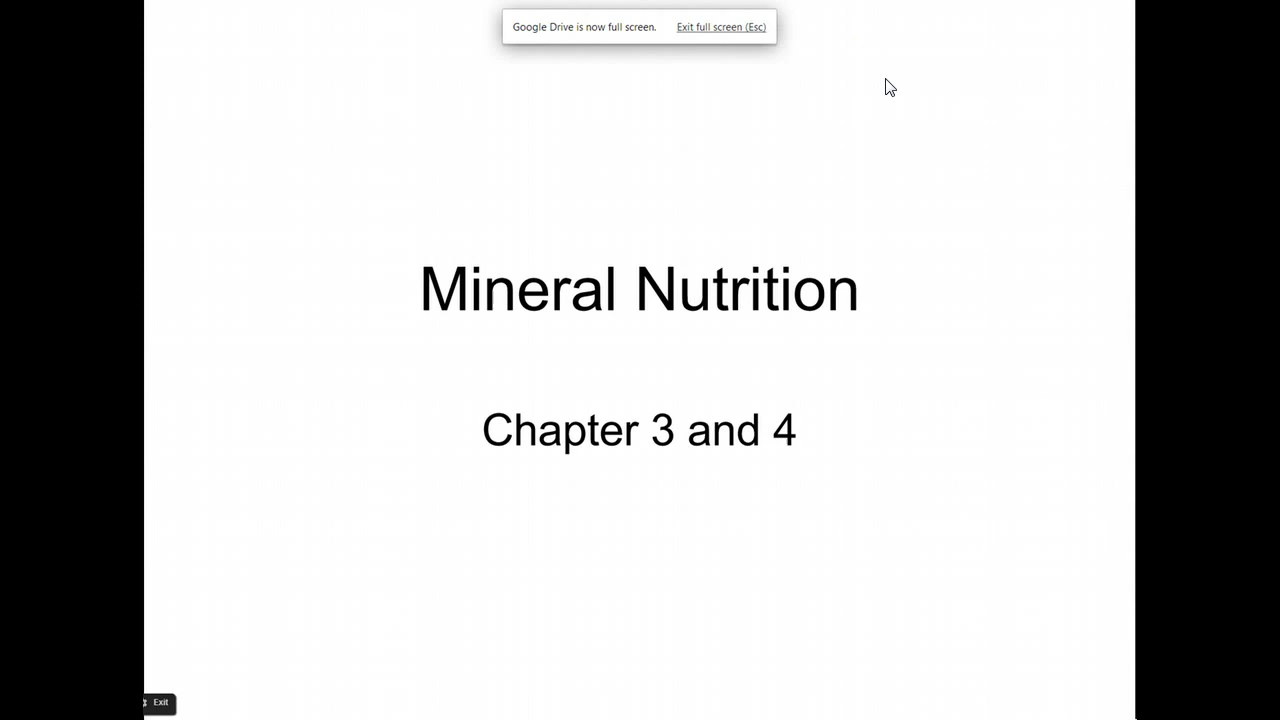 Google Drive is now full screen. Exit full screen (Esc)
Mineral Nutrition
Chapter 3 and 4
Exit